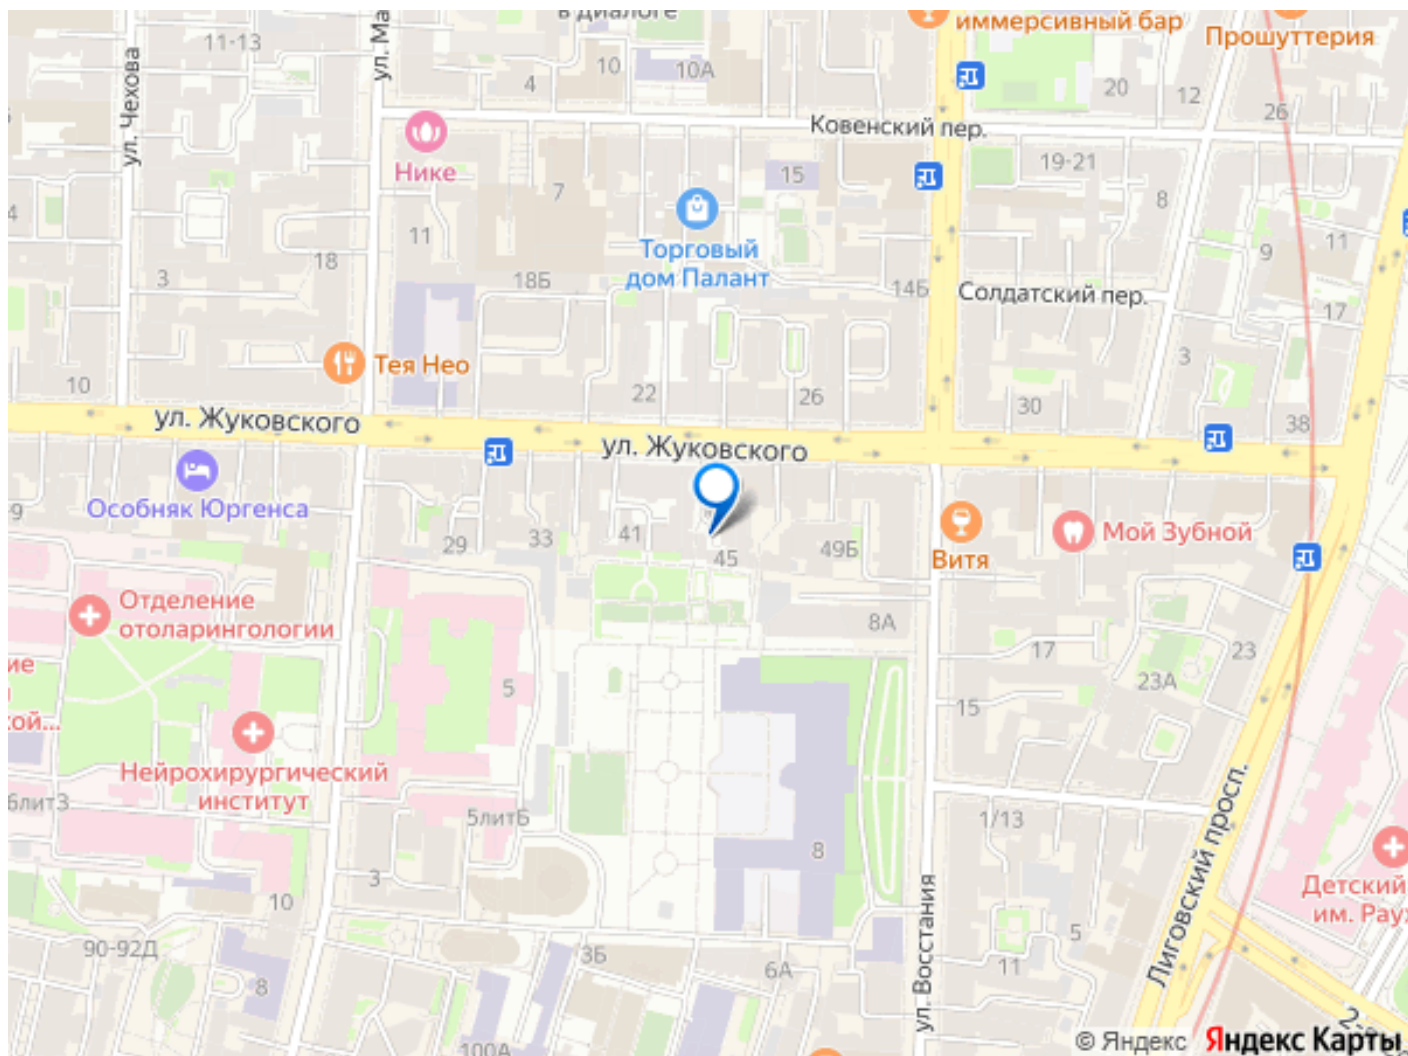 в диалоге
иммерсивный бар
Прошуттерия
11-13
ул. Чехова
4
10
10А
20
12
26
Ковенский пер.
Нике
7
15
19-21
8
4
11
Торговый
дом Палант
9
11
3
18
18Б
14Б
Солдатский пер.
17
3
Тея Нео
10
22
26
30
38
ул. Жуковского
ул. Жуковского
Особняк Юргенса
9
29
33
41
45
49Б
Витя
Мой Зубной
Отделение
отоларингологии
8А
17
23
23А
5
15
Нейрохирургический
институт
5литБ
1/13
8
3
Лиговский просп.
Детский
10
ул. Восстания
90-92Д
3Б
6А
11
5
8
100А
© Яндекс Яндекс Карты